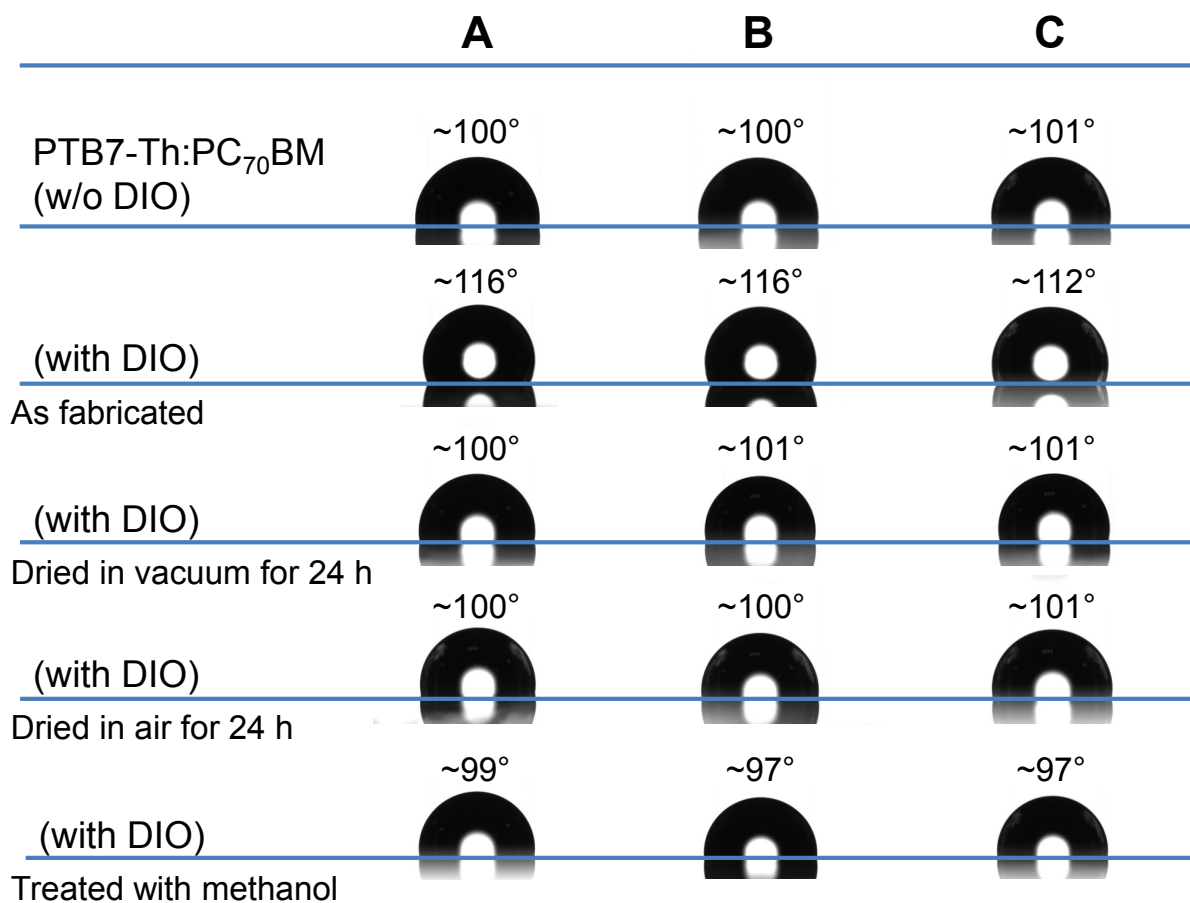 A B C
~100° ~100° ~101°
PTB7-Th:PC₇₀BM
(w/o DIO)
~116° ~116° ~112°
(with DIO)
As fabricated
~100° ~101° ~101°
(with DIO)
Dried in vacuum for 24 h
~100° ~100° ~101°
(with DIO)
Dried in air for 24 h
~99° ~97° ~97°
(with DIO)
Treated with methanol